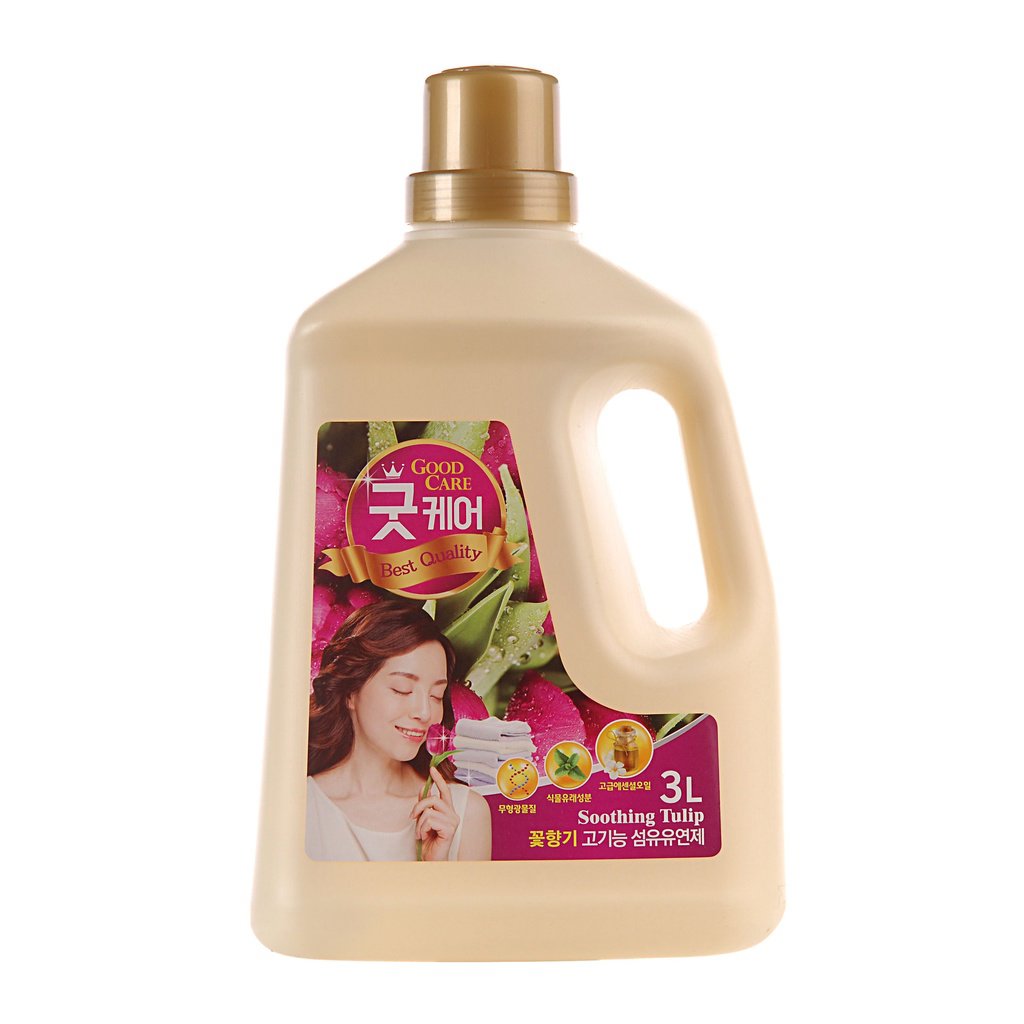 GOOD
CARE
굿 케어
Best Quality
무형광물질
식물유래성분
고급에센셜오일
3L
Soothing Tulip
꽃향기 고기능 섬유유연제